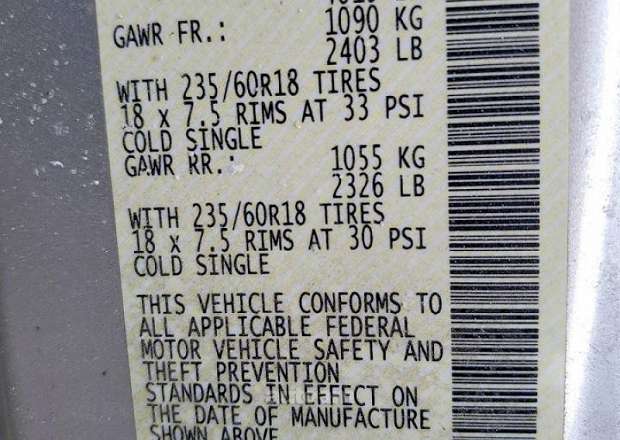 GAWR FR.: 1090 KG
2403 LB
WITH 235/60R18 TIRES
18 x 7.5 RIMS AT 33 PSI
COLD SINGLE
GAWR RR.: 1055 KG
2326 LB
WITH 235/60R18 TIRES
18 x 7.5 RIMS AT 30 PSI
COLD SINGLE
THIS VEHICLE CONFORMS TO
ALL APPLICABLE FEDERAL
MOTOR VEHICLE SAFETY AND
THEFT PREVENTION
STANDARDS IN EFFECT ON
THE DATE OF MANUFACTURE
SHOWN ABOVE